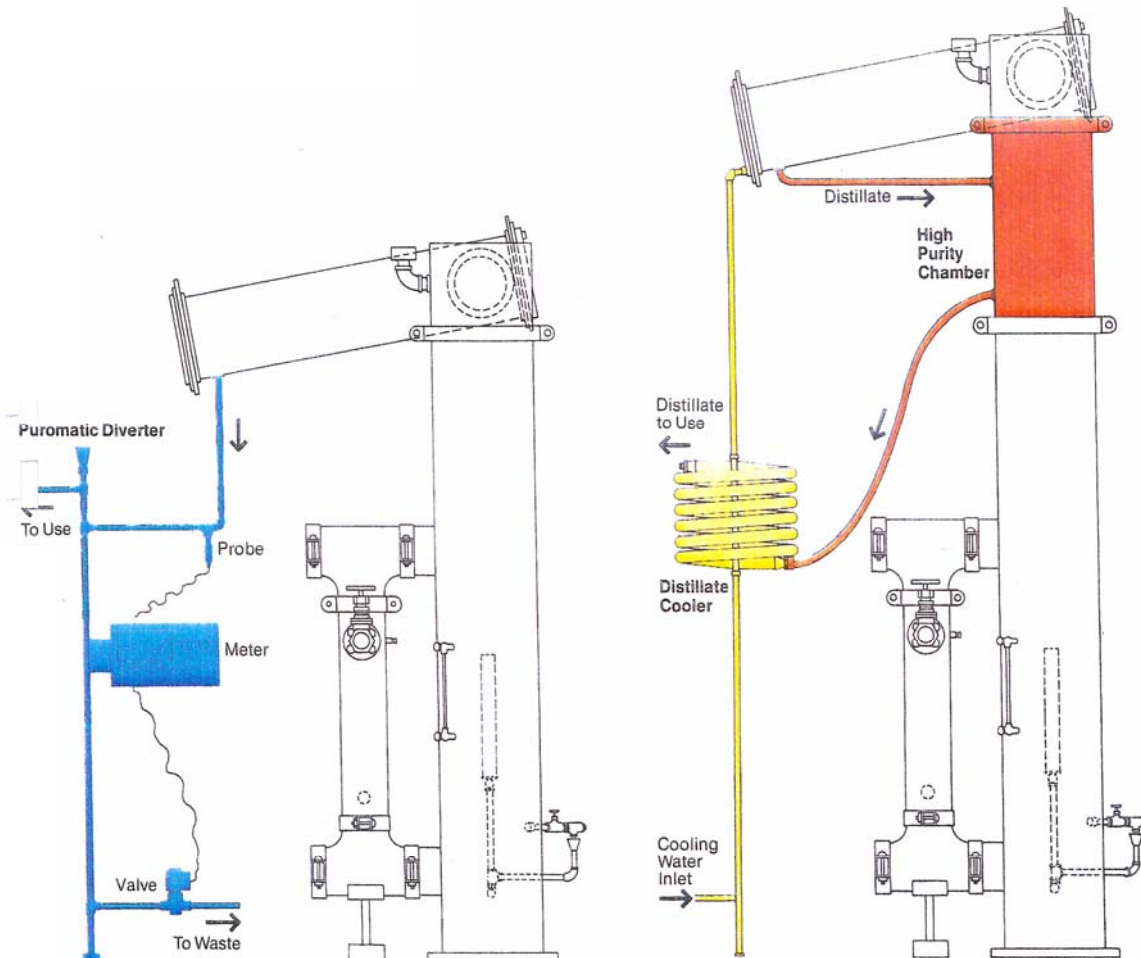 Puromatic Diverter
To Use
Probe
Meter
Valve
To Waste
Distillate
High
Purity
Chamber
Distillate
to Use
Distillate
Cooler
Cooling
Water
Inlet